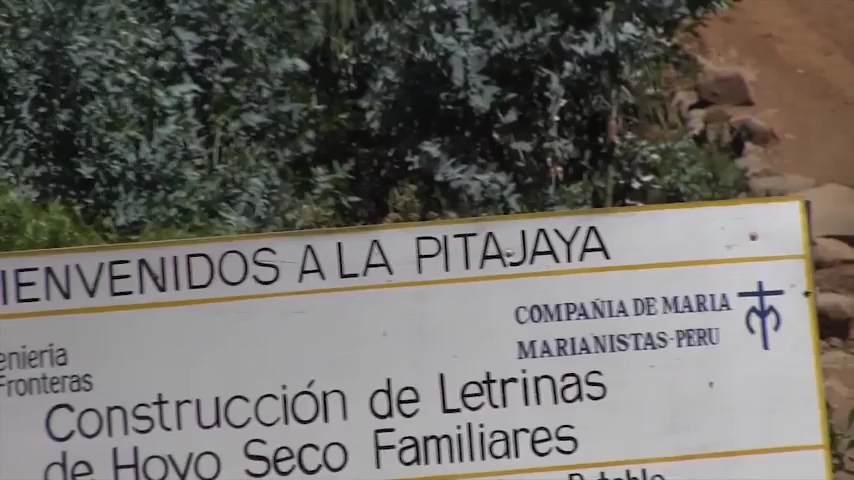 IENVENIDOS A LA PITAJAYA
COMPAÑIA DE MARIA
MARIANISTAS-PERU
enieria
Fronteras
Construcción de Letrinas
de Hoyo Seco Familiares